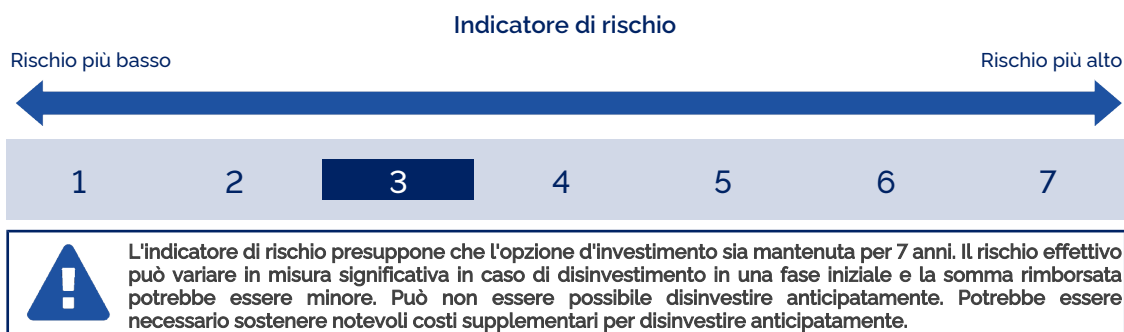 Indicatore di rischio
Rischio più basso Rischio più alto
1 2 3 4 5 6 7
L'indicatore di rischio presuppone che l'opzione d'investimento sia mantenuta per 7 anni. Il rischio effettivo
può variare in misura significativa in caso di disinvestimento in una fase iniziale e la somma rimborsata
potrebbe essere minore. Può non essere possibile disinvestire anticipatamente. Potrebbe essere
necessario sostenere notevoli costi supplementari per disinvestire anticipatamente.